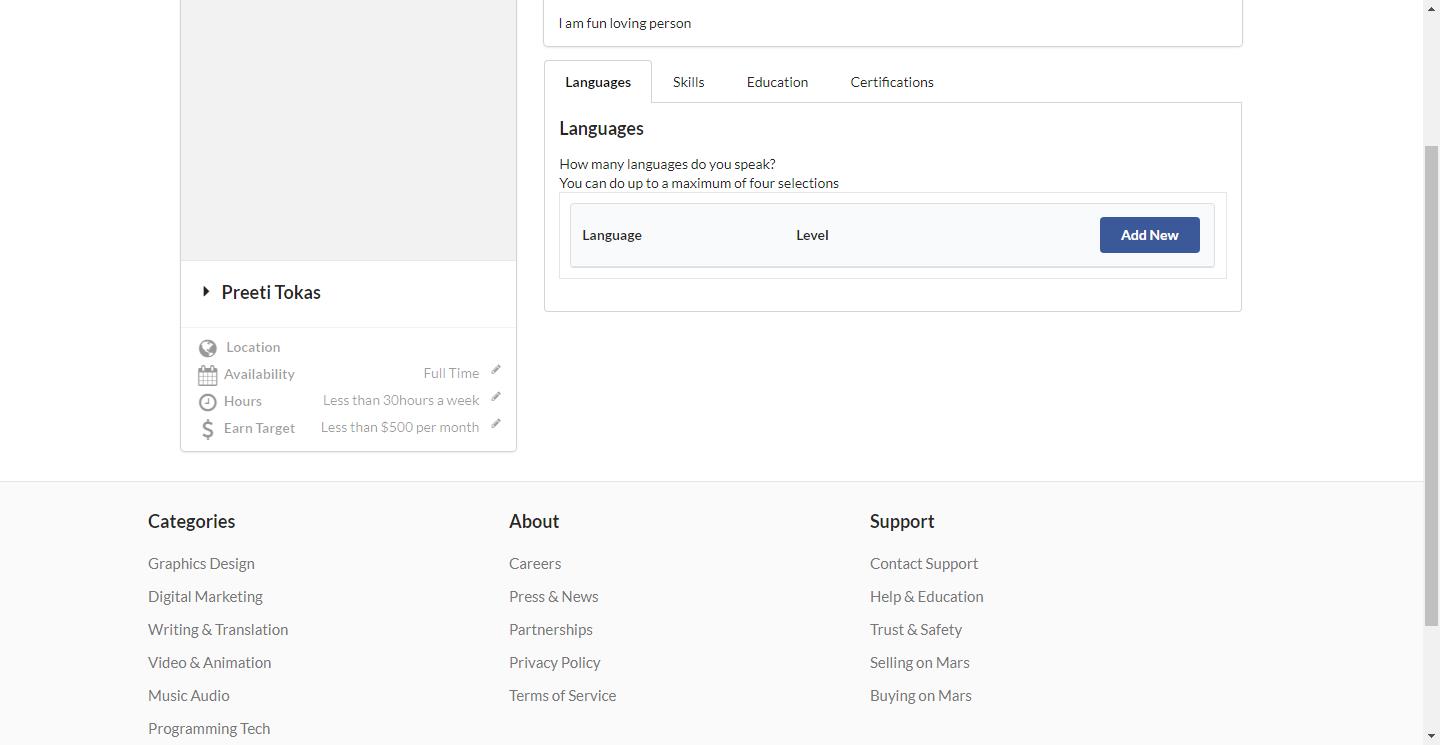 I am fun loving person
Languages Skills Education Certifications
Languages
How many languages do you speak?
You can do up to a maximum of four selections
Language Level Add New
Preeti Tokas
Location
Availability Full Time
Hours Less than 30hours a week
Earn Target Less than $500 per month
Categories
Graphics Design
Digital Marketing
Writing & Translation
Video & Animation
Music Audio
Programming Tech
About
Careers
Press & News
Partnerships
Privacy Policy
Terms of Service
Support
Contact Support
Help & Education
Trust & Safety
Selling on Mars
Buying on Mars